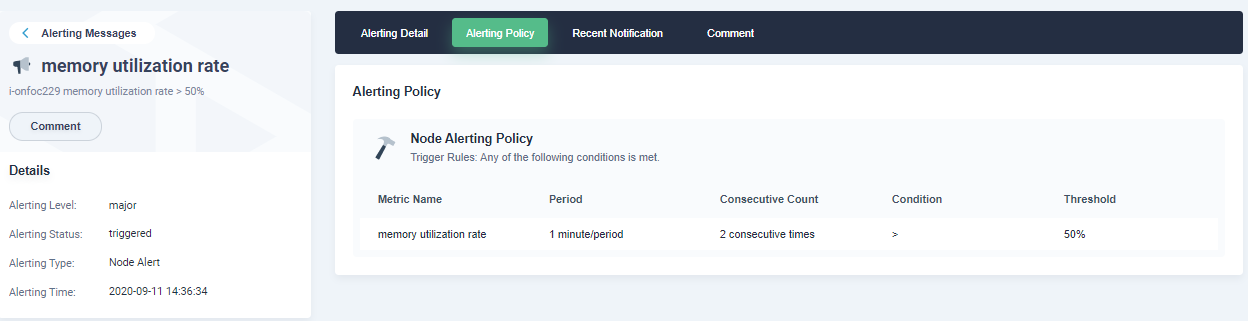 Alerting Messages
memory utilization rate
i-onfoc229 memory utilization rate > 50%
Comment
Details
Alerting Level: major
Alerting Status: triggered
Alerting Type: Node Alert
Alerting Time: 2020-09-11 14:36:34
Alerting Detail Alerting Policy Recent Notification Comment
Alerting Policy
Node Alerting Policy
Trigger Rules: Any of the following conditions is met.
Metric Name Period Consecutive Count Condition Threshold
memory utilization rate 1 minute/period 2 consecutive times > 50%